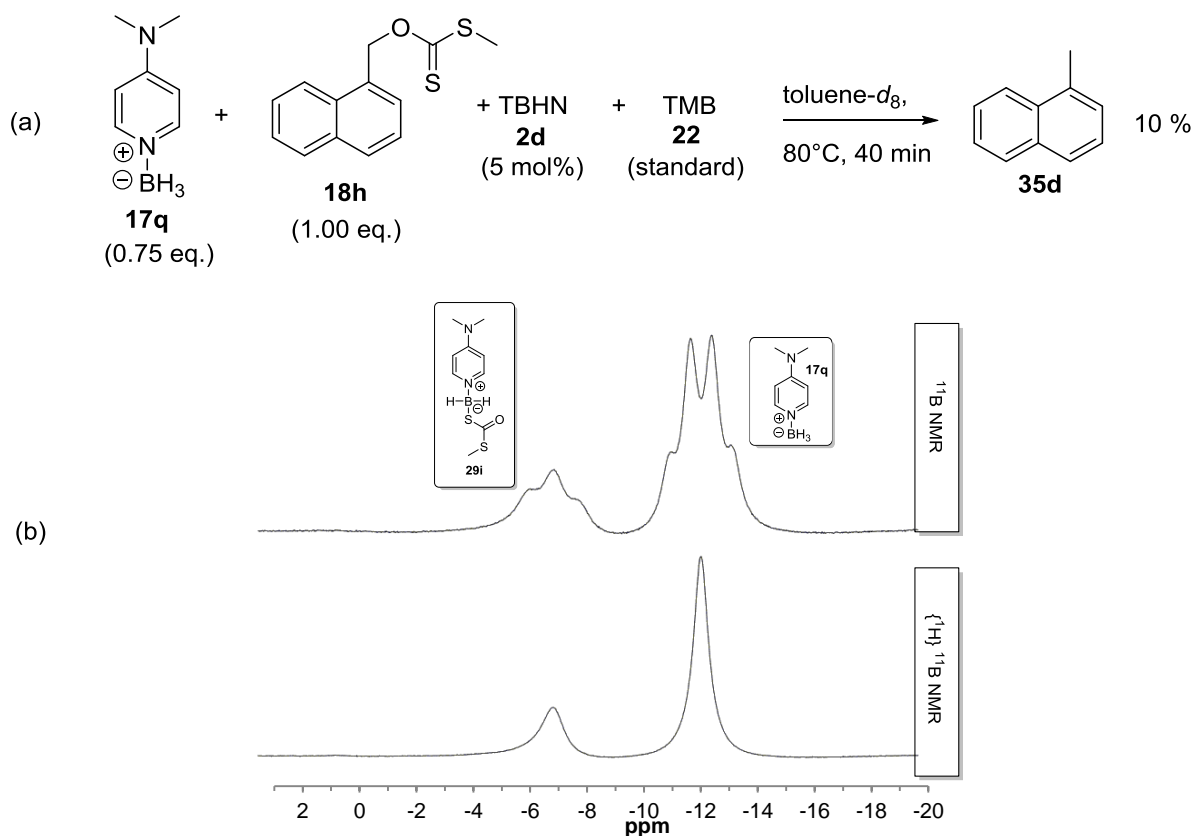 (a)
N
N
⊕
⊖ BH₃
17q
(0.75 eq.)
+
O
S
S
18h
(1.00 eq.)
+ TBHN
2d
(5 mol%)
+ TMB
22
(standard)
toluene-d₈,
80°C, 40 min
35d
10 %
(b)
N
N
⊕
H B H
⊖
S
O
S
29i
N
17q
⊕ N
⊖ BH₃
¹¹B NMR
{¹H} ¹¹B NMR
2 0 -2 -4 -6 -8 -10 -12 -14 -16 -18 -20
ppm